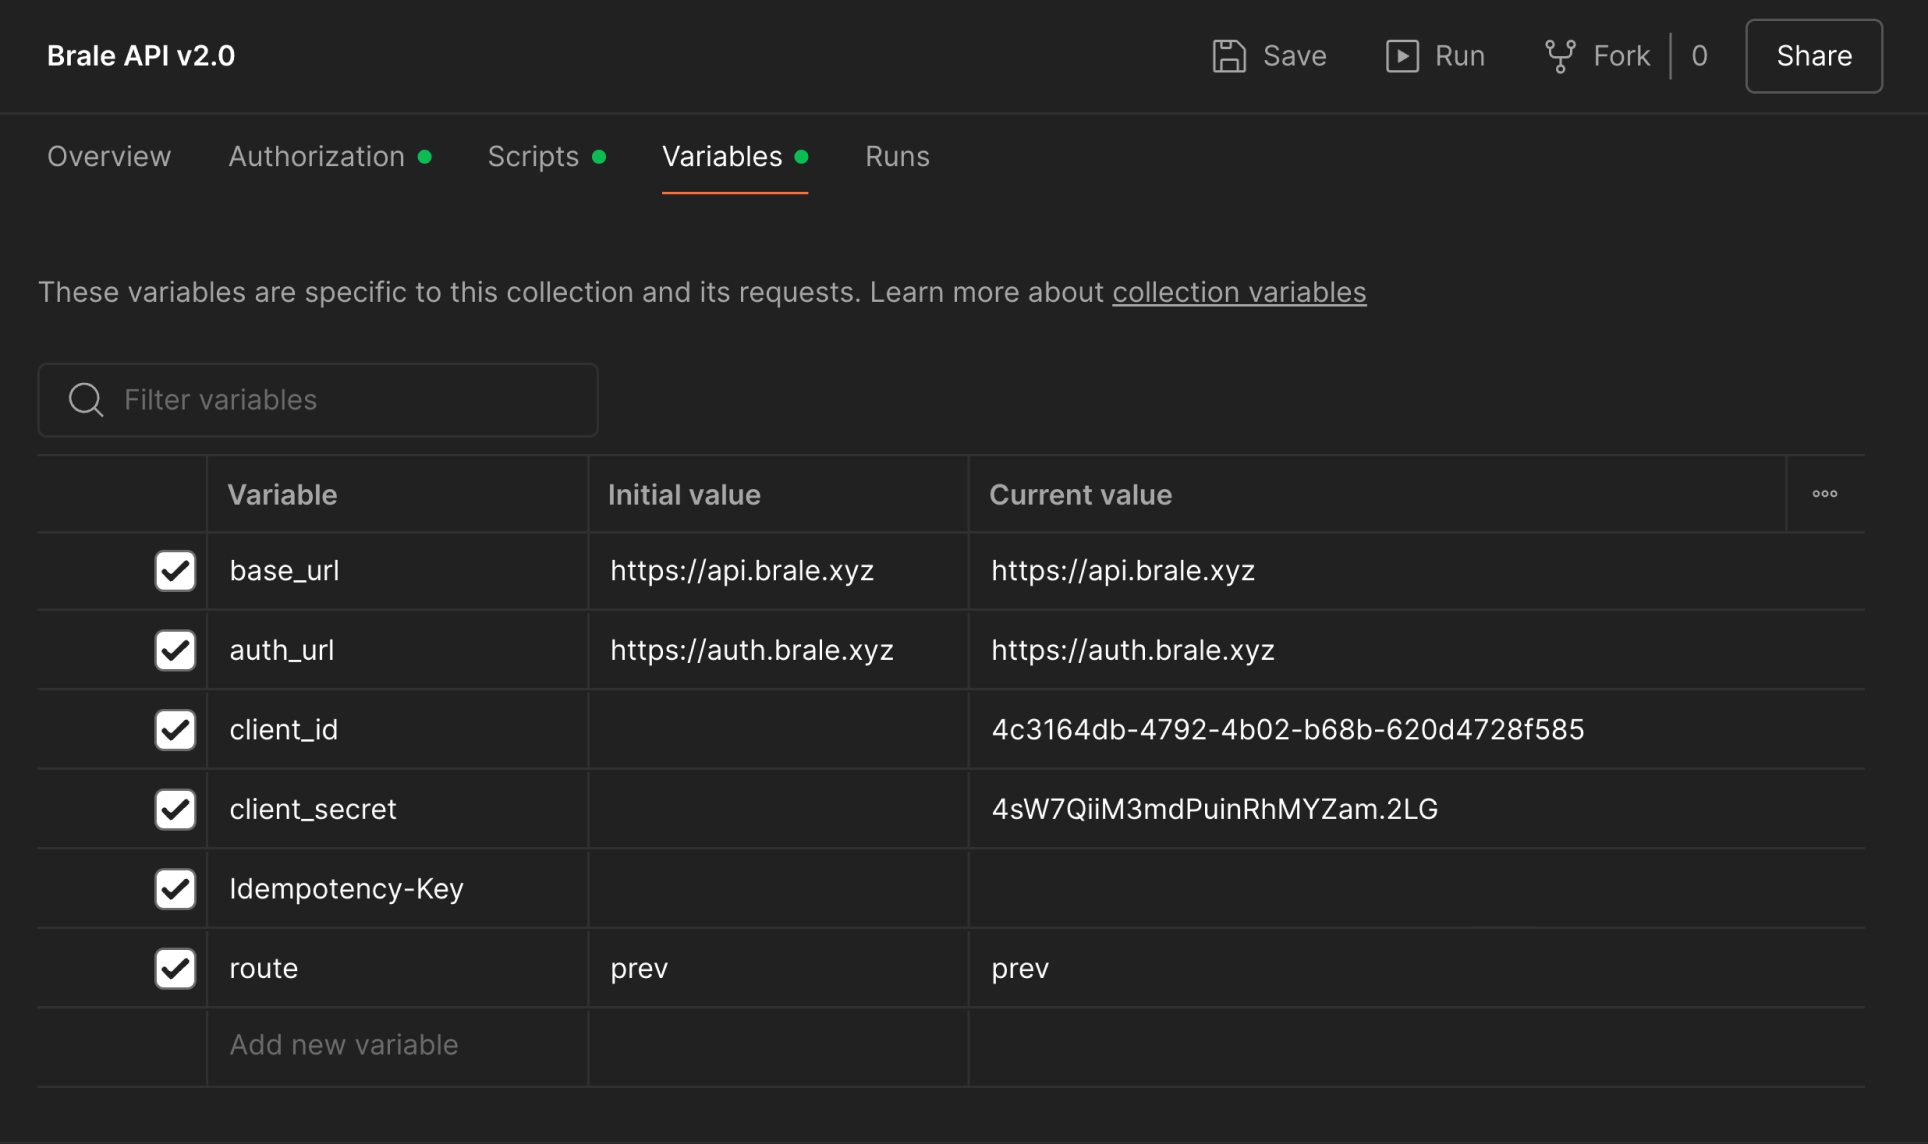 Brale API v2.0
Save
Run
Fork
0
Share
Overview
Authorization
Scripts
Variables
Runs
These variables are specific to this collection and its requests. Learn more about collection variables
Filter variables
Variable Initial value Current value
base_url https://api.brale.xyz https://api.brale.xyz
auth_url https://auth.brale.xyz https://auth.brale.xyz
client_id 4c3164db-4792-4b02-b68b-620d4728f585
client_secret 4sW7QiiM3mdPuinRhMYZam.2LG
Idempotency-Key
route prev prev
Add new variable